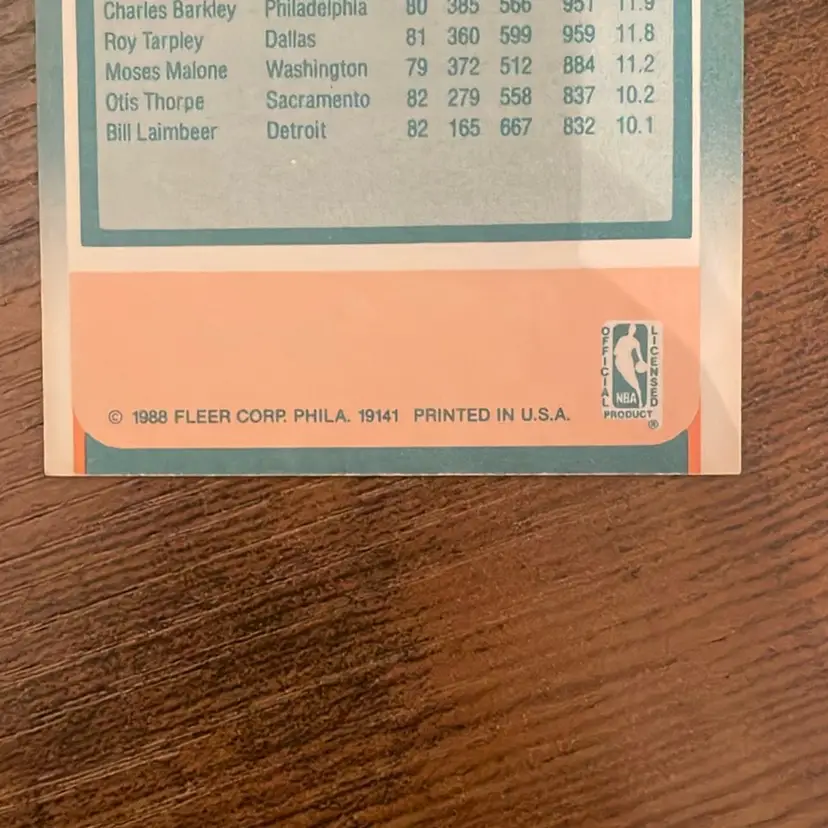 Charles Barkley Philadelphia 80 385 566 951 11.9
Roy Tarpley Dallas 81 360 599 959 11.8
Moses Malone Washington 79 372 512 884 11.2
Otis Thorpe Sacramento 82 279 558 837 10.2
Bill Laimbeer Detroit 82 165 667 832 10.1
OFFICIAL LICENSED
NBA
PRODUCT
®
© 1988 FLEER CORP. PHILA. 19141 PRINTED IN U.S.A.